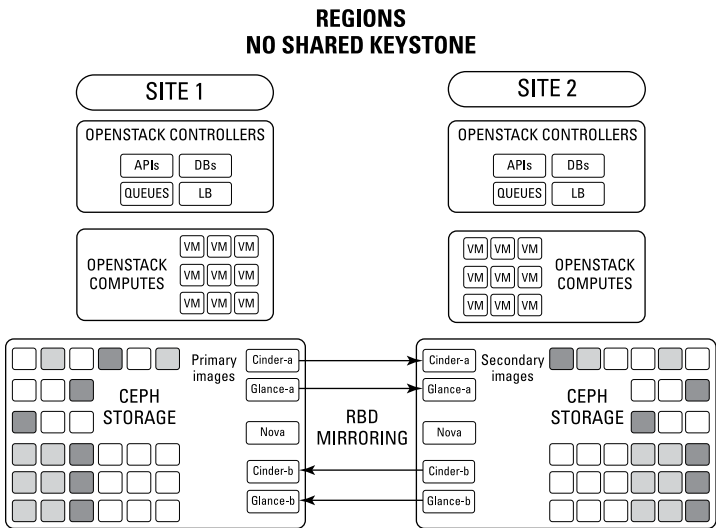 REGIONS
NO SHARED KEYSTONE
SITE 1
OPENSTACK CONTROLLERS
APIs
DBs
QUEUES
LB
OPENSTACK
COMPUTES
VM VM VM
VM VM VM
VM VM VM
CEPH
STORAGE
Primary
images
Cinder-a
Glance-a
Nova
Cinder-b
Glance-b
RBD
MIRRORING
SITE 2
OPENSTACK CONTROLLERS
APIs
DBs
QUEUES
LB
VM VM VM
VM VM VM
VM VM VM
OPENSTACK
COMPUTES
Cinder-a
Glance-a
Nova
Cinder-b
Glance-b
Secondary
images
CEPH
STORAGE